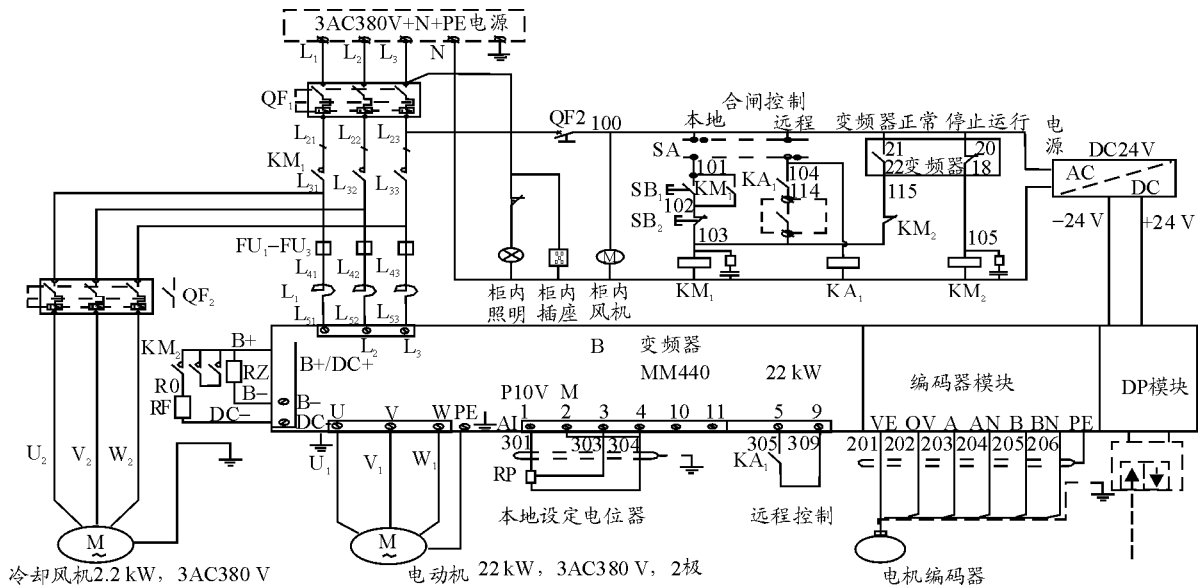 3AC380V+N+PE电源
L₁ L₂ L₃ N
QF₁
QF2 100
合闸控制
本地 远程 变频器正常 停止运行 电源
L₂₁ L₂₂ L₂₃
SA
21 20
22 变频器 18
DC24V
AC
DC
KM₁
101 104
L₃₁ L₃₂ L₃₃
SB₁ KM₁ KA₁ 114 115
102
SB₂
103
KM₂ 105
−24 V +24 V
FU₁−FU₃
L₄₁ L₄₂ L₄₃
M
KM₁ KA₁ KM₂
QF₂
L₁
柜内照明 柜内插座 柜内风机
L₅₁ L₅₂ L₅₃
L₂ L₃
KM₂ B+
B+/DC+
B 变频器
MM440 22 kW
编码器模块
DP模块
R0 RZ
RF B−
B−
DC−
DC
P10V M
U V W PE
AI 1 2 3 4 10 11 5 9
VE OV A AN B BN PE
301 303 304 305 309
201 202 203 204 205 206
U₂ V₂ W₂
U₁ V₁ W₁
RP
KA₁
本地设定电位器 远程控制
M
~
M
~
冷却风机2.2 kW，3AC380 V
电动机 22 kW，3AC380 V，2极
电机编码器